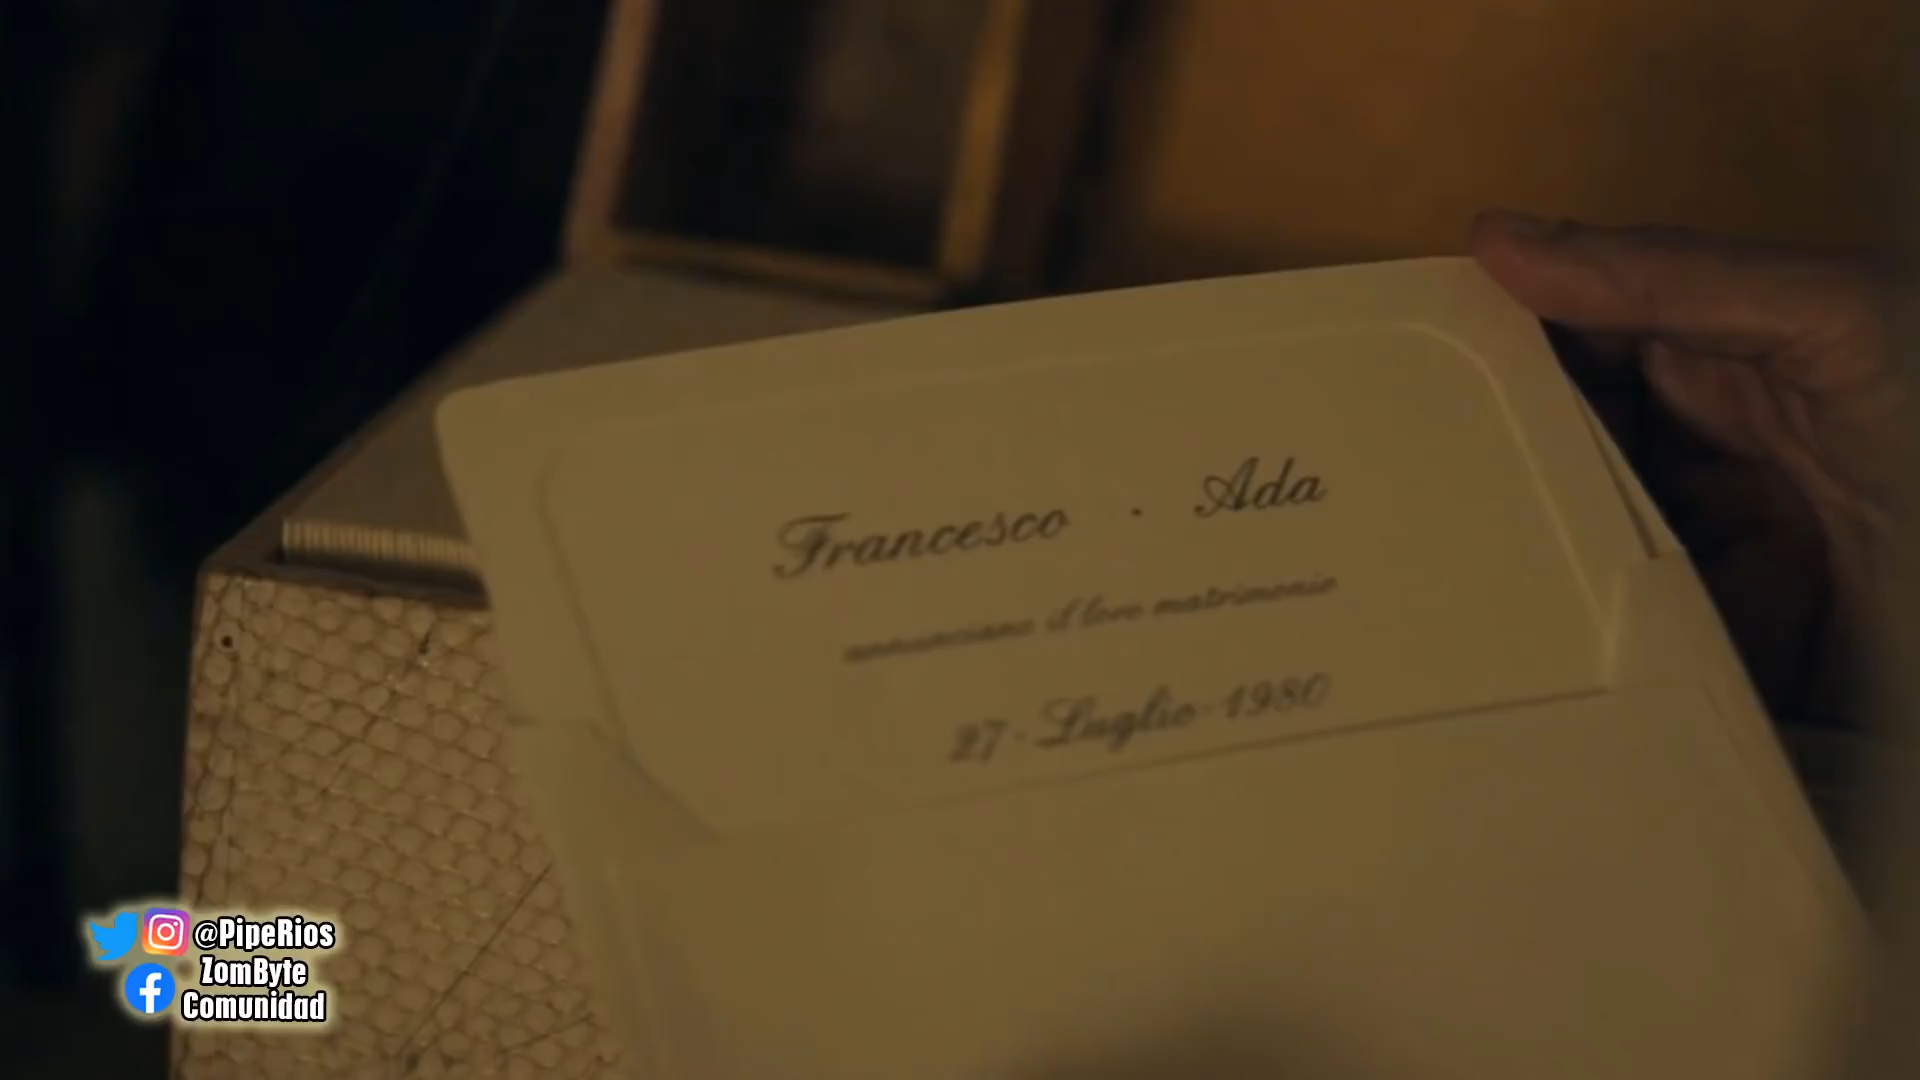 Francesco · Ada
annunciano il loro matrimonio
27 · Luglio · 1980
@PipeRios
ZomByte
Comunidad